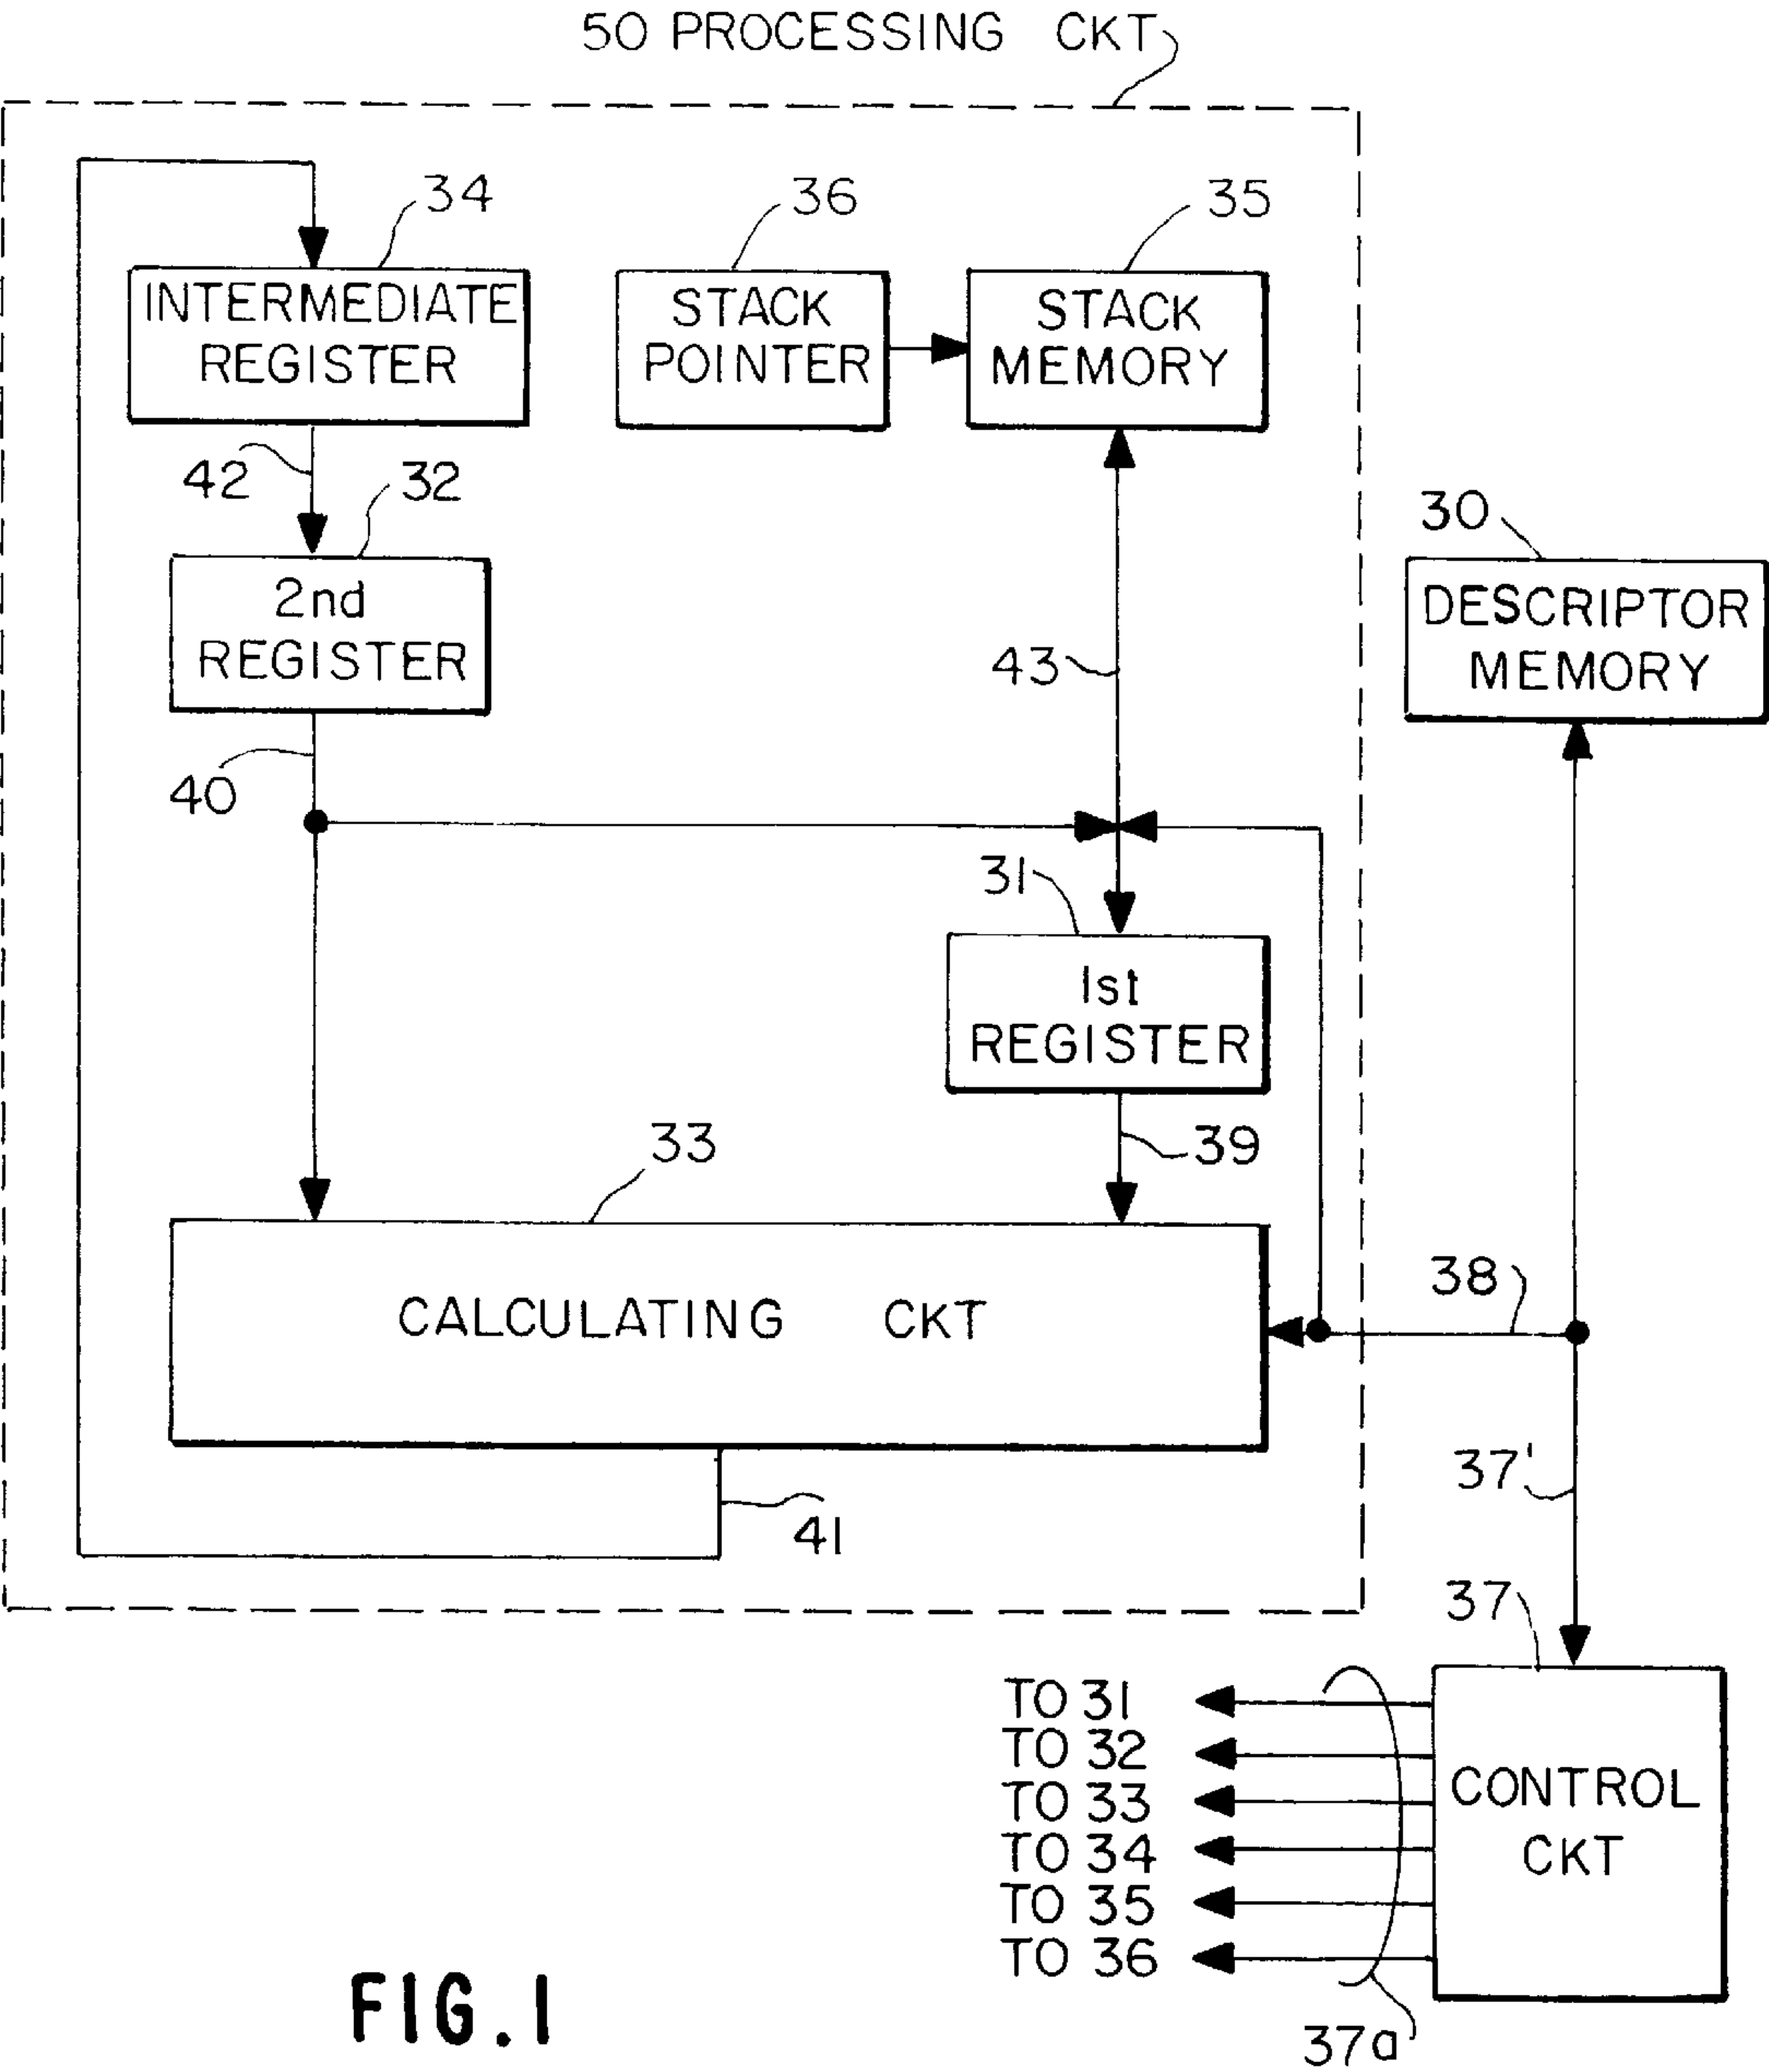 50 PROCESSING CKT
34
36
35
INTERMEDIATE
REGISTER
STACK
POINTER
STACK
MEMORY
42
32
30
2nd
REGISTER
DESCRIPTOR
MEMORY
43
40
31
1st
REGISTER
39
33
38
CALCULATING CKT
37'
41
37
TO 31
TO 32
TO 33
TO 34
TO 35
TO 36
CONTROL
CKT
37a
FIG. 1